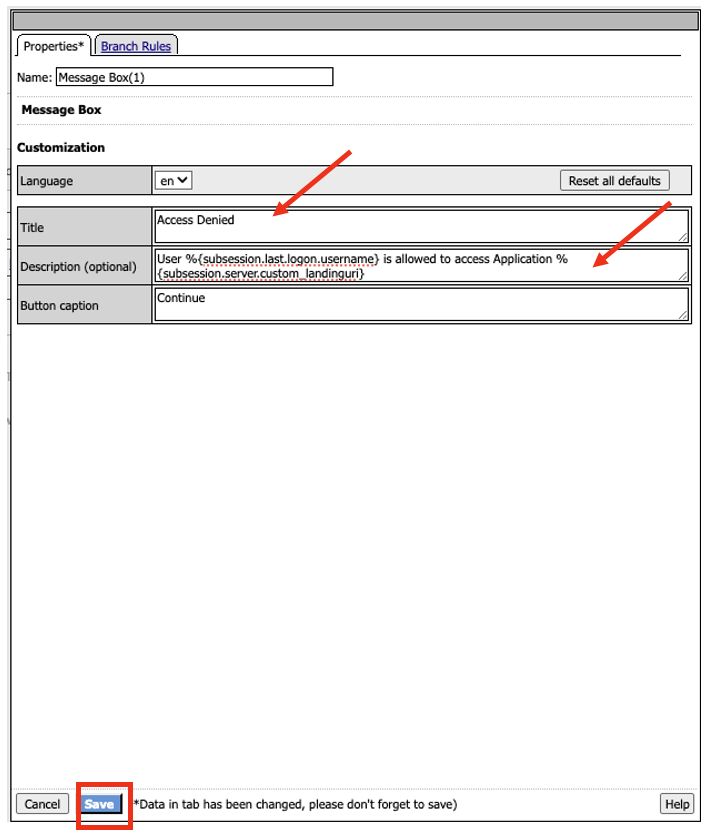 Properties* Branch Rules
Name: Message Box(1)
Message Box
Customization
Language en Reset all defaults
Title Access Denied
Description (optional) User %{subsession.last.logon.username} is allowed to access Application %
{subsession.server.custom_landinguri}
Button caption Continue
Cancel Save *Data in tab has been changed, please don't forget to save) Help